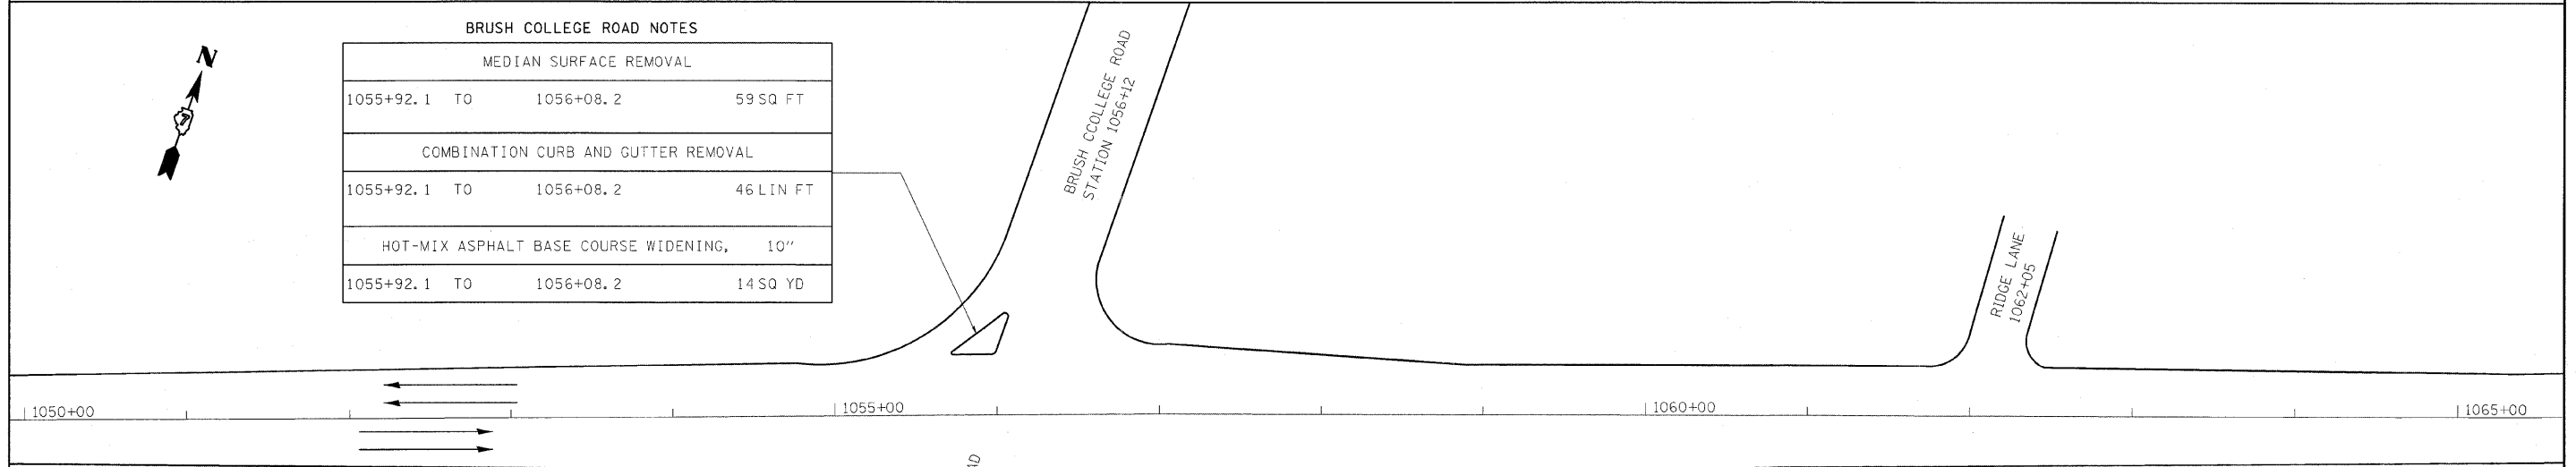 BRUSH COLLEGE ROAD NOTES
N
7
MEDIAN SURFACE REMOVAL
1055+92.1 TO 1056+08.2 59 SQ FT
COMBINATION CURB AND GUTTER REMOVAL
1055+92.1 TO 1056+08.2 46 LIN FT
HOT-MIX ASPHALT BASE COURSE WIDENING, 10"
1055+92.1 TO 1056+08.2 14 SQ YD
BRUSH CCOLLEGE ROAD
STATION 1056+12
RIDGE LANE
1062+05
1050+00
1055+00
1060+00
1065+00
AD